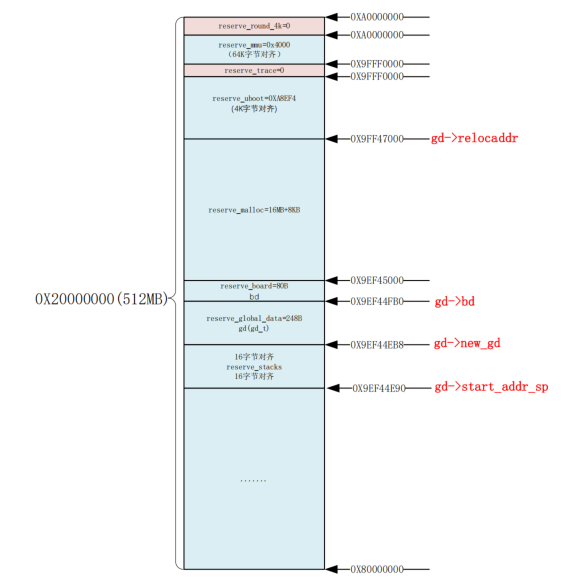 reserve_round_4k=0
0XA0000000
0XA0000000
reserve_mmu=0x4000
(64K字节对齐)
0X9FFF0000
reserve_trace=0
0X9FFF0000
reserve_uboot=0XA8EF4
(4K字节对齐)
0X9FF47000
gd->relocaddr
reserve_malloc=16MB+8KB
0X20000000(512MB)
0X9EF45000
reserve_board=80B
bd
0X9EF44FB0
gd->bd
reserve_global_data=248B
gd(gd_t)
0X9EF44EB8
gd->new_gd
16字节对齐
reserve_stacks
16字节对齐
0X9EF44E90
gd->start_addr_sp
.......
0X80000000